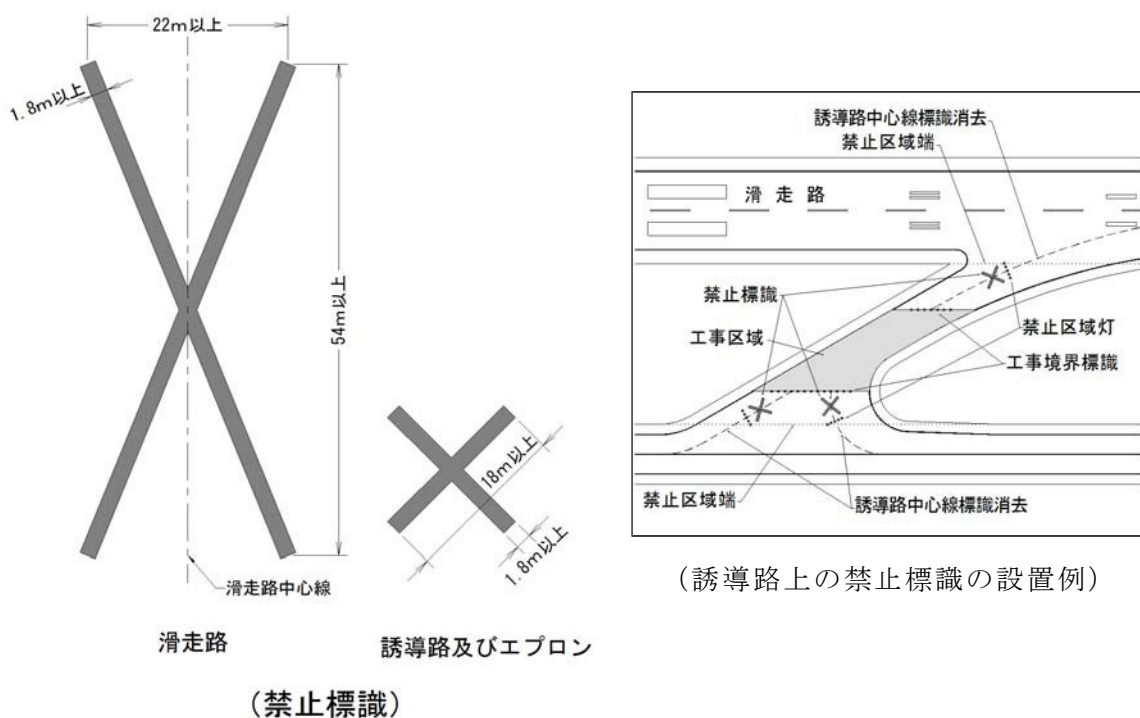 22m以上
1.8m以上
54m以上
滑走路中心線
滑走路
18m以上
1.8m以上
誘導路及びエプロン
(禁止標識)
誘導路中心線標識消去
禁止区域端
滑走路
禁止標識
工事区域
禁止区域灯
工事境界標識
禁止区域端
誘導路中心線標識消去
(誘導路上の禁止標識の設置例)